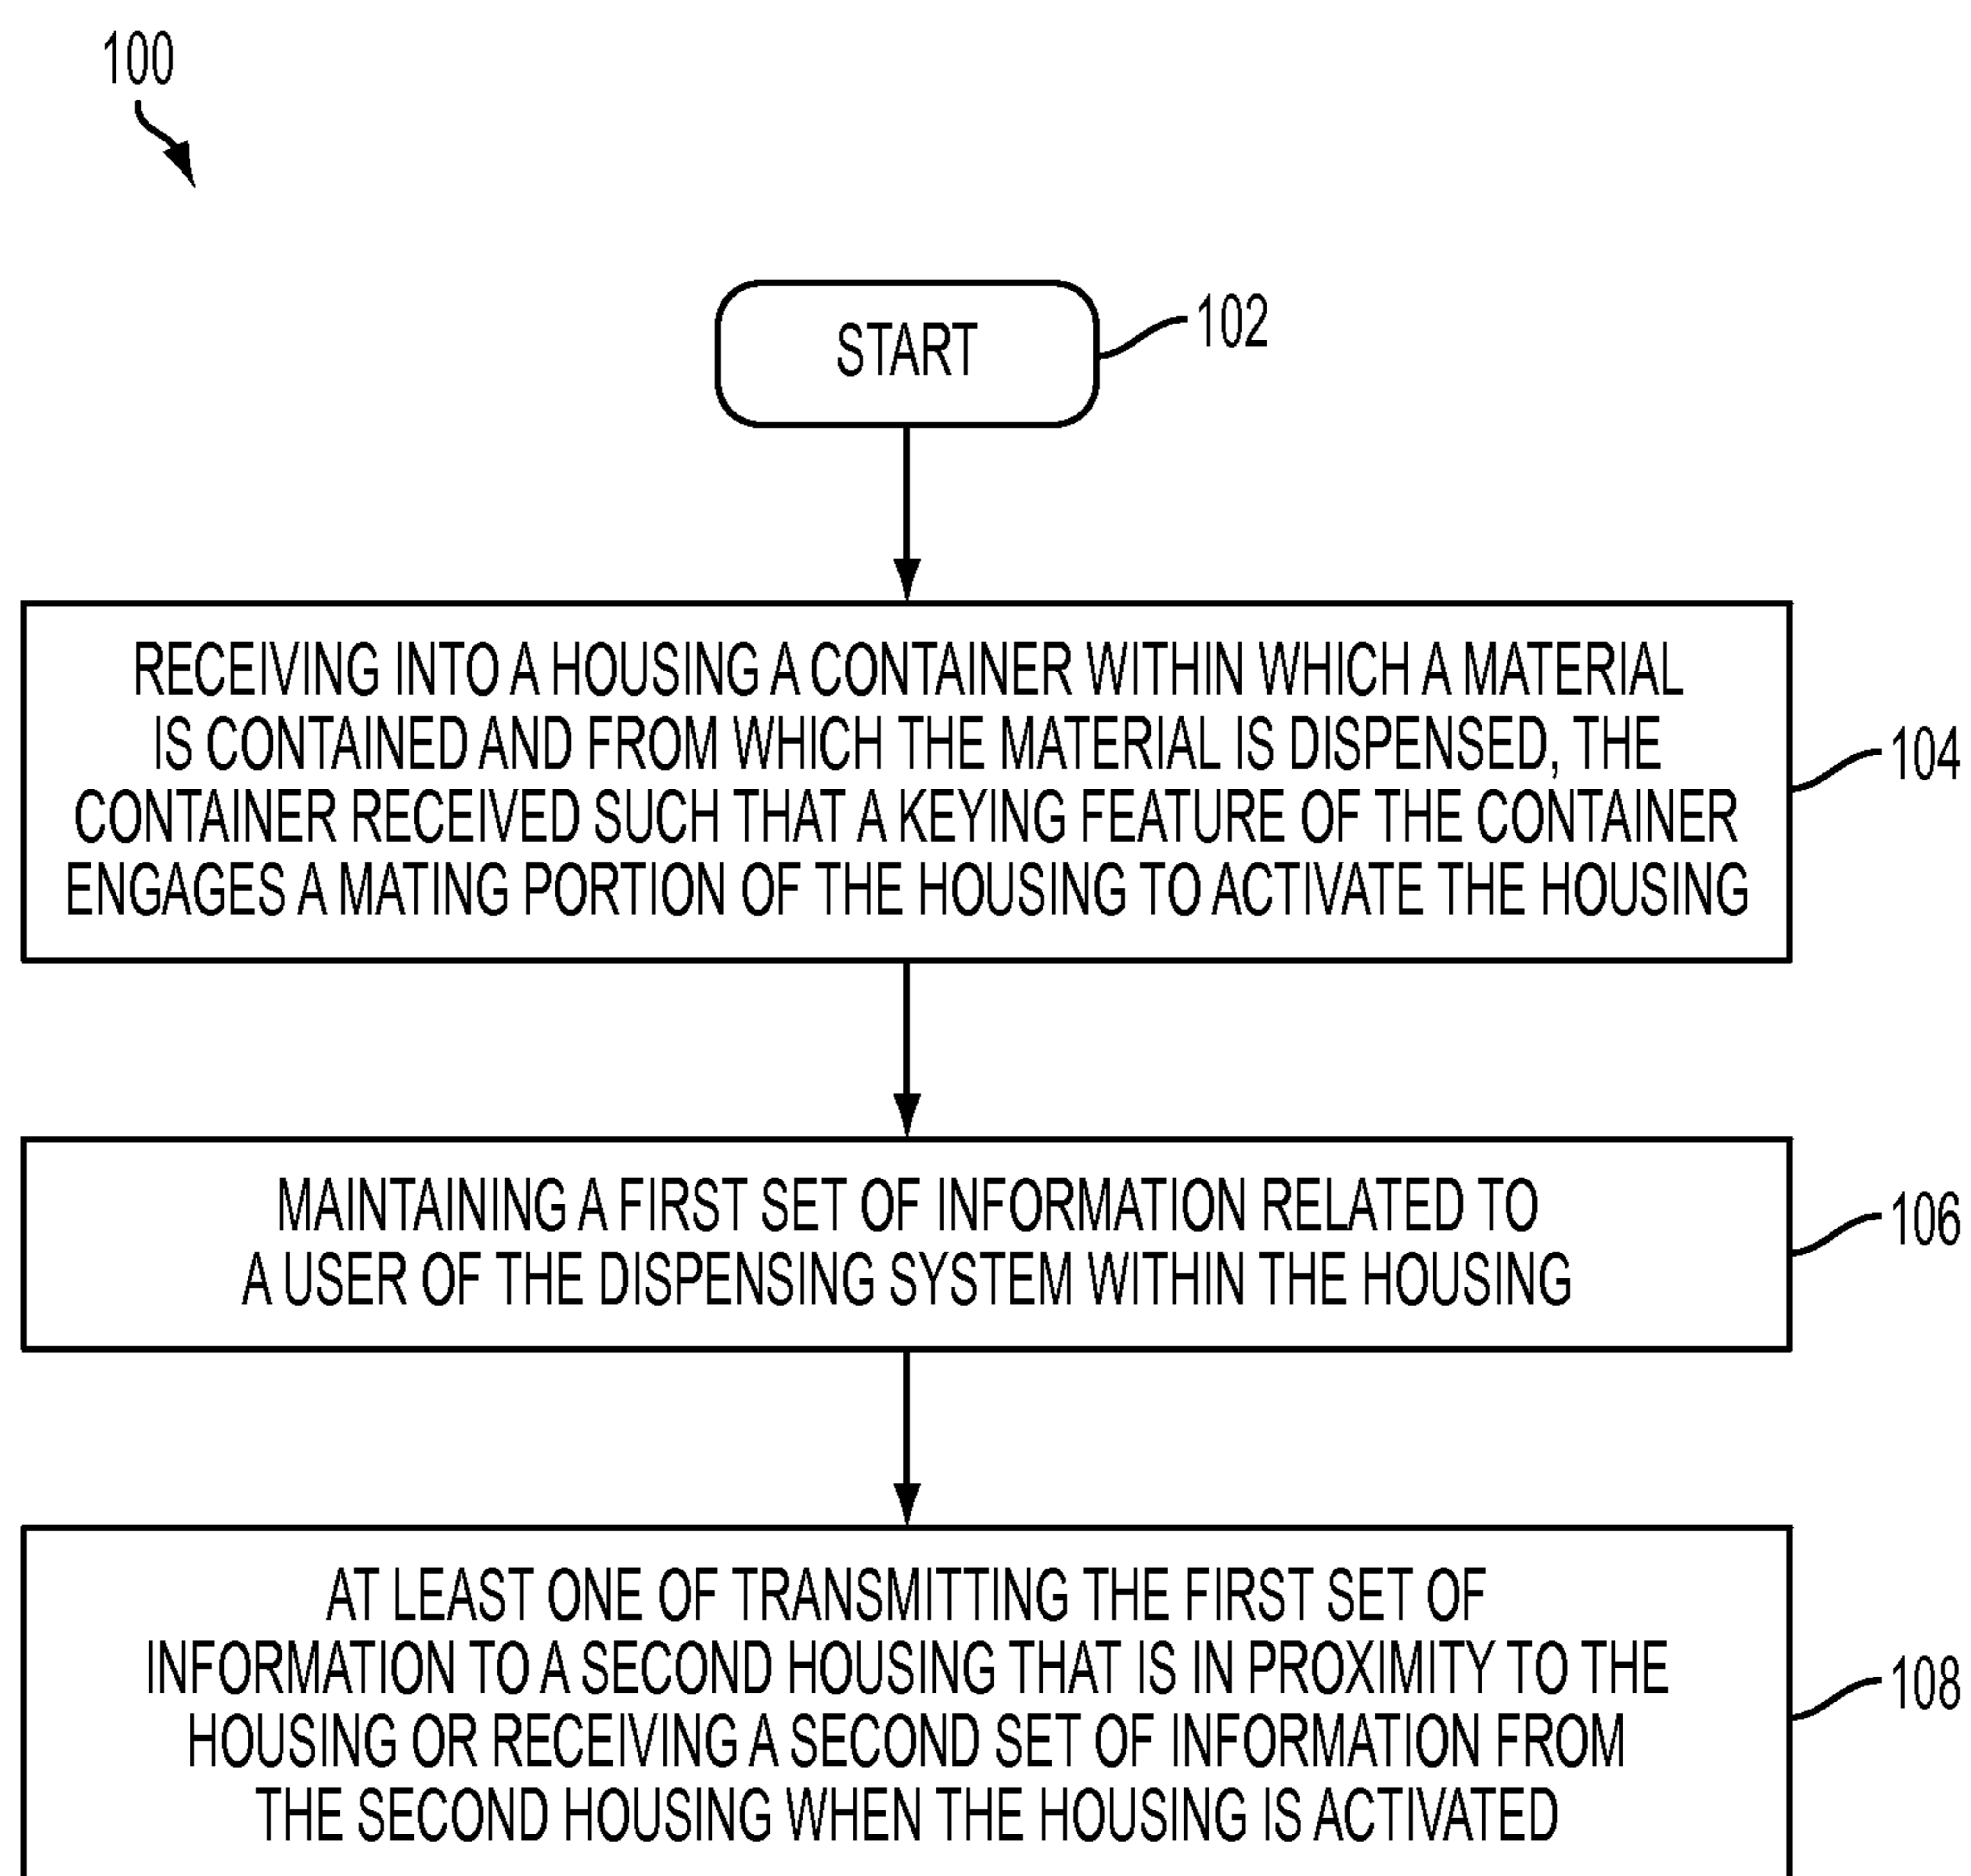 100
START
102
RECEIVING INTO A HOUSING A CONTAINER WITHIN WHICH A MATERIAL
IS CONTAINED AND FROM WHICH THE MATERIAL IS DISPENSED, THE
CONTAINER RECEIVED SUCH THAT A KEYING FEATURE OF THE CONTAINER
ENGAGES A MATING PORTION OF THE HOUSING TO ACTIVATE THE HOUSING
104
MAINTAINING A FIRST SET OF INFORMATION RELATED TO
A USER OF THE DISPENSING SYSTEM WITHIN THE HOUSING
106
AT LEAST ONE OF TRANSMITTING THE FIRST SET OF
INFORMATION TO A SECOND HOUSING THAT IS IN PROXIMITY TO THE
HOUSING OR RECEIVING A SECOND SET OF INFORMATION FROM
THE SECOND HOUSING WHEN THE HOUSING IS ACTIVATED
108